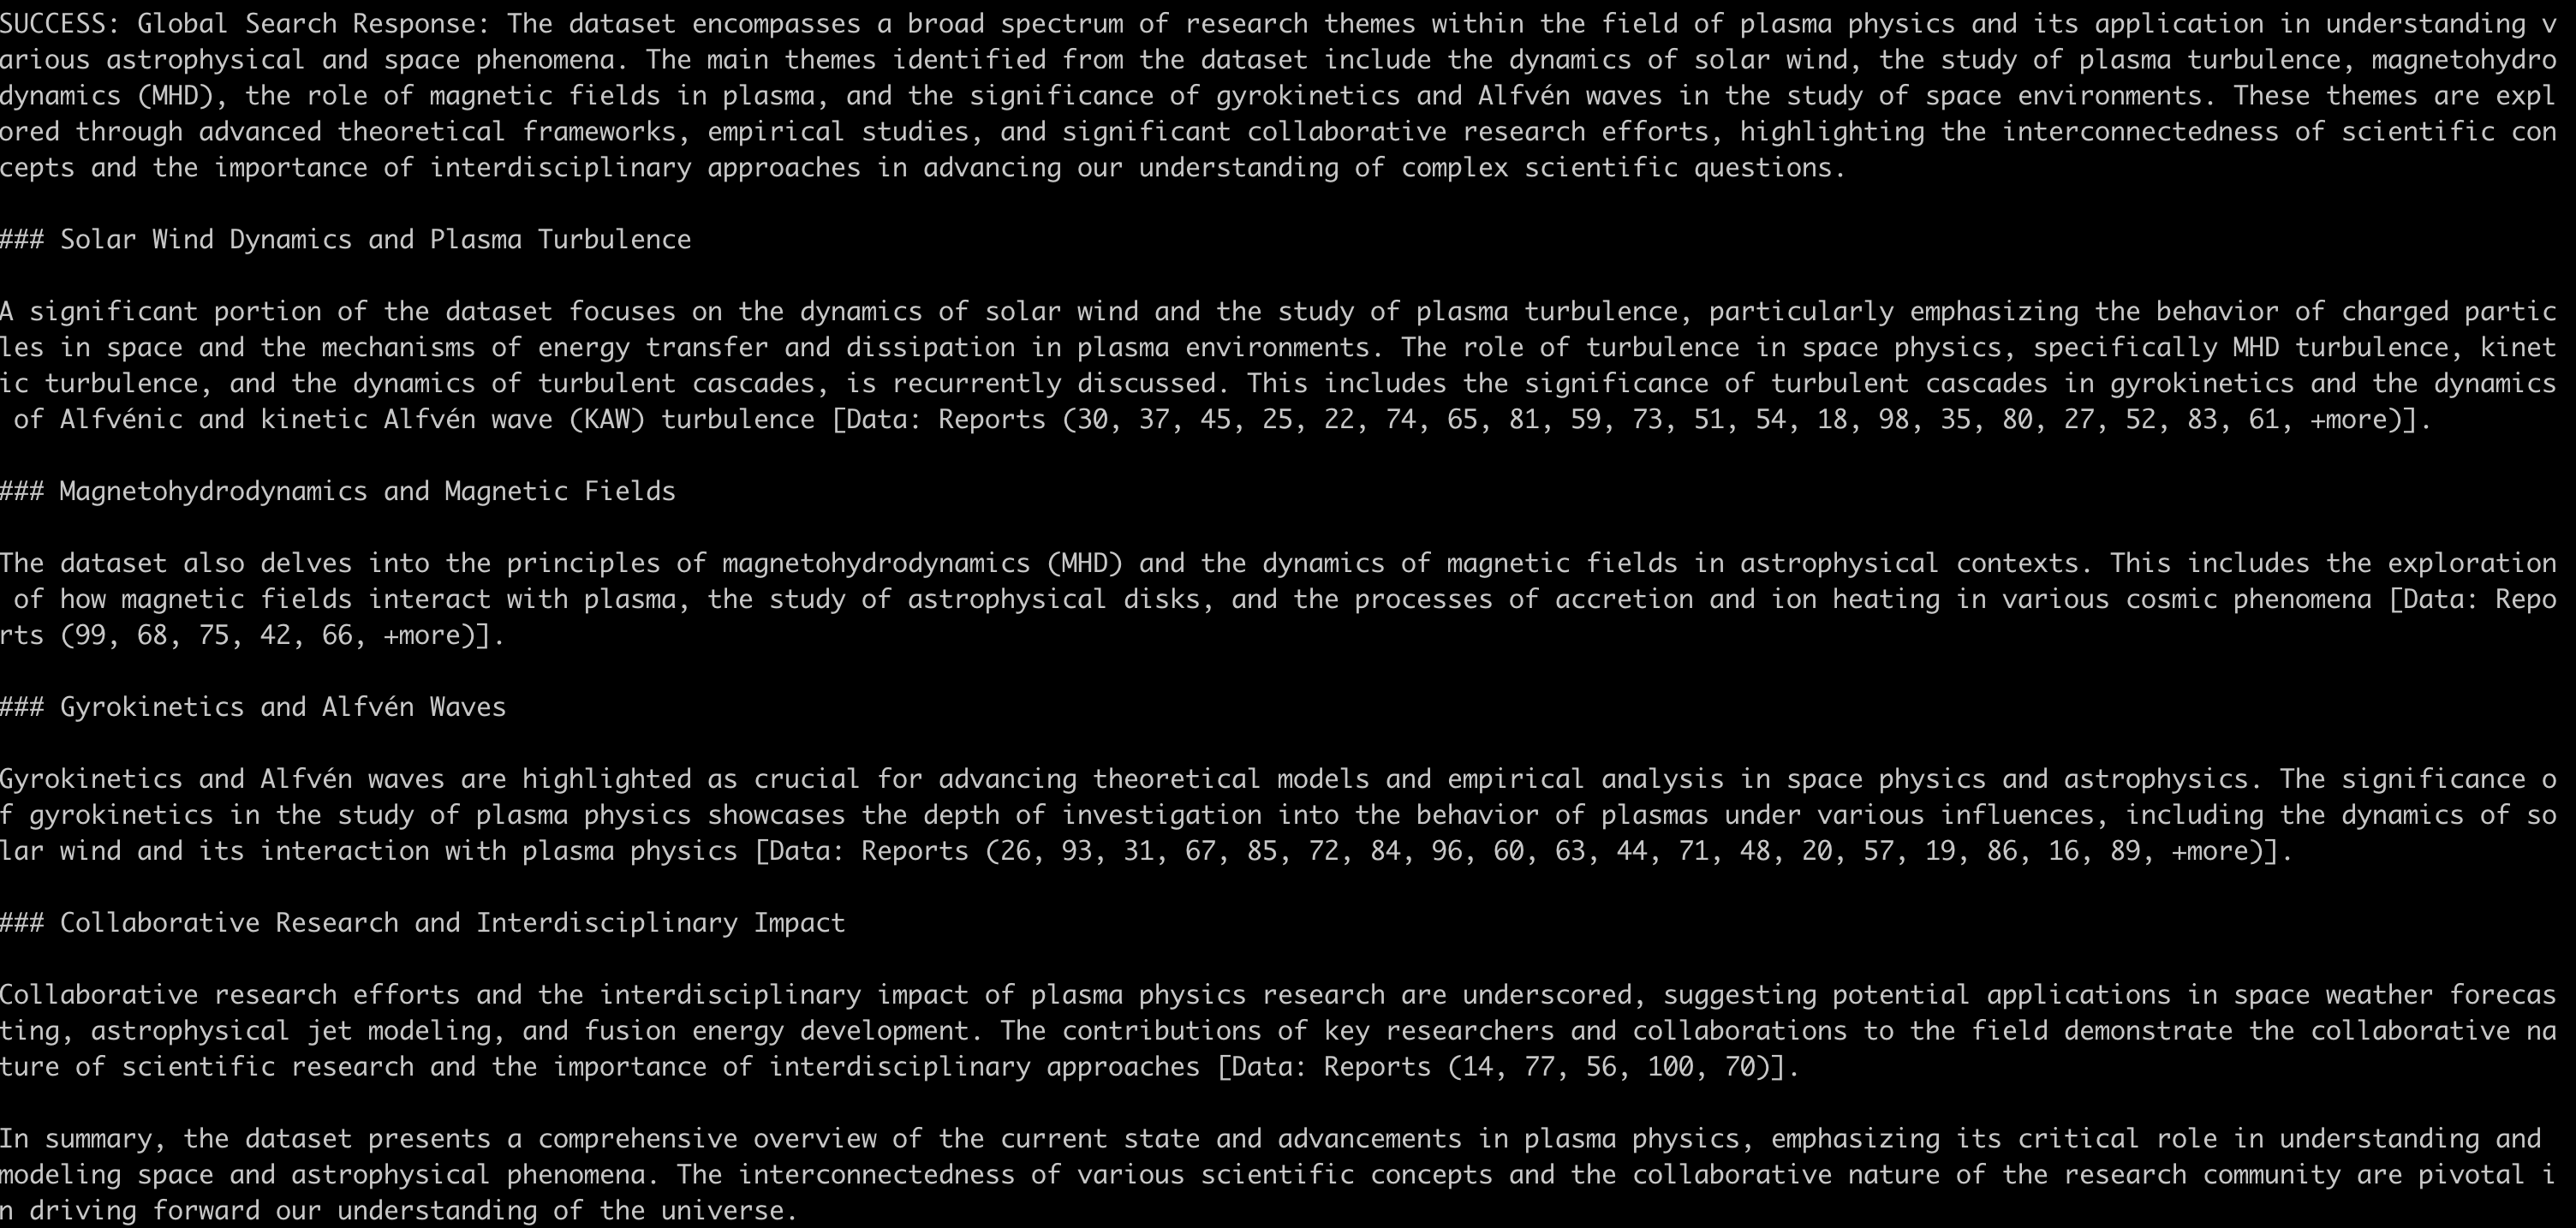 SUCCESS: Global Search Response: The dataset encompasses a broad spectrum of research themes within the field of plasma physics and its application in understanding v
arious astrophysical and space phenomena. The main themes identified from the dataset include the dynamics of solar wind, the study of plasma turbulence, magnetohydro
dynamics (MHD), the role of magnetic fields in plasma, and the significance of gyrokinetics and Alfvén waves in the study of space environments. These themes are expl
ored through advanced theoretical frameworks, empirical studies, and significant collaborative research efforts, highlighting the interconnectedness of scientific con
cepts and the importance of interdisciplinary approaches in advancing our understanding of complex scientific questions.

### Solar Wind Dynamics and Plasma Turbulence

A significant portion of the dataset focuses on the dynamics of solar wind and the study of plasma turbulence, particularly emphasizing the behavior of charged partic
les in space and the mechanisms of energy transfer and dissipation in plasma environments. The role of turbulence in space physics, specifically MHD turbulence, kinet
ic turbulence, and the dynamics of turbulent cascades, is recurrently discussed. This includes the significance of turbulent cascades in gyrokinetics and the dynamics
 of Alfvénic and kinetic Alfvén wave (KAW) turbulence [Data: Reports (30, 37, 45, 25, 22, 74, 65, 81, 59, 73, 51, 54, 18, 98, 35, 80, 27, 52, 83, 61, +more)].

### Magnetohydrodynamics and Magnetic Fields

The dataset also delves into the principles of magnetohydrodynamics (MHD) and the dynamics of magnetic fields in astrophysical contexts. This includes the exploration
 of how magnetic fields interact with plasma, the study of astrophysical disks, and the processes of accretion and ion heating in various cosmic phenomena [Data: Repo
rts (99, 68, 75, 42, 66, +more)].

### Gyrokinetics and Alfvén Waves

Gyrokinetics and Alfvén waves are highlighted as crucial for advancing theoretical models and empirical analysis in space physics and astrophysics. The significance o
f gyrokinetics in the study of plasma physics showcases the depth of investigation into the behavior of plasmas under various influences, including the dynamics of so
lar wind and its interaction with plasma physics [Data: Reports (26, 93, 31, 67, 85, 72, 84, 96, 60, 63, 44, 71, 48, 20, 57, 19, 86, 16, 89, +more)].

### Collaborative Research and Interdisciplinary Impact

Collaborative research efforts and the interdisciplinary impact of plasma physics research are underscored, suggesting potential applications in space weather forecas
ting, astrophysical jet modeling, and fusion energy development. The contributions of key researchers and collaborations to the field demonstrate the collaborative na
ture of scientific research and the importance of interdisciplinary approaches [Data: Reports (14, 77, 56, 100, 70)].

In summary, the dataset presents a comprehensive overview of the current state and advancements in plasma physics, emphasizing its critical role in understanding and
modeling space and astrophysical phenomena. The interconnectedness of various scientific concepts and the collaborative nature of the research community are pivotal i
n driving forward our understanding of the universe.